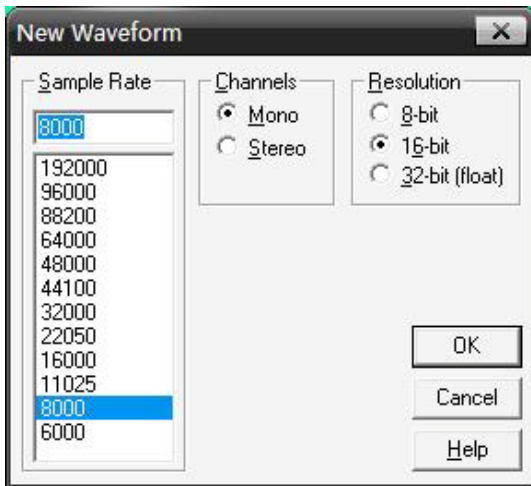 New Waveform
Sample Rate
8000
192000
96000
88200
64000
48000
44100
32000
22050
16000
11025
8000
6000
Channels
Mono
Stereo
Resolution
8-bit
16-bit
32-bit (float)
OK
Cancel
Help